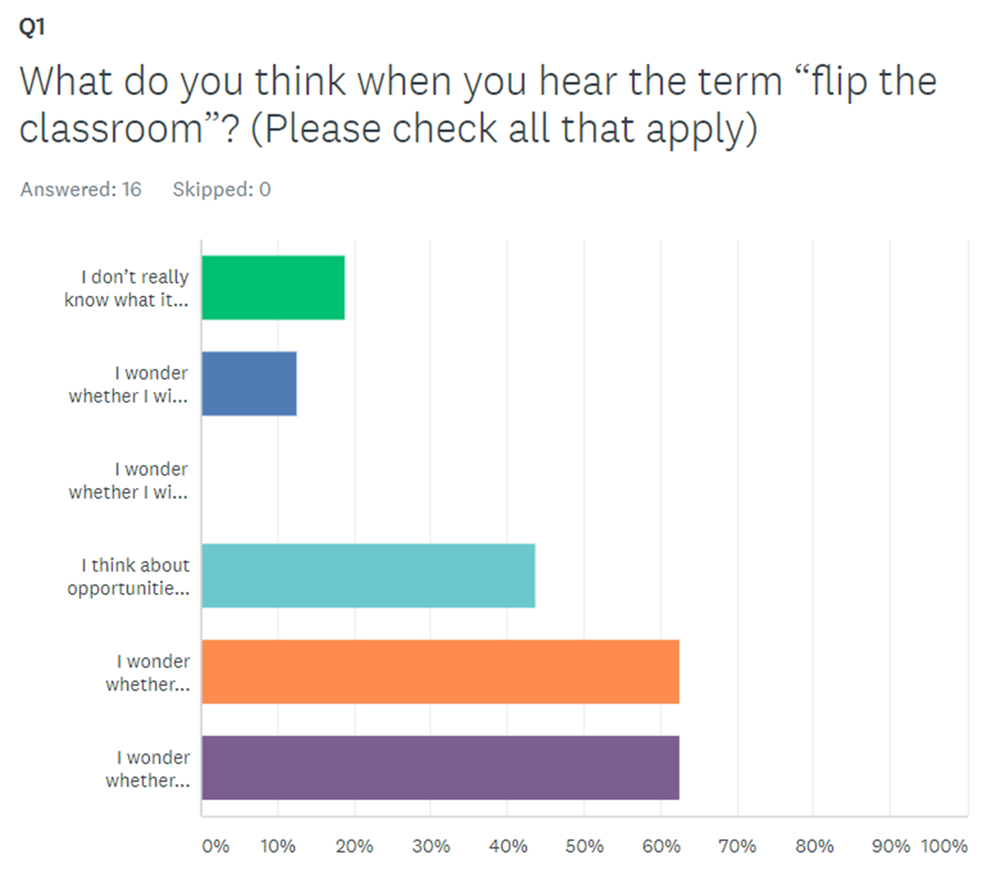 Q1
What do you think when you hear the term “flip the
classroom”? (Please check all that apply)
Answered: 16 Skipped: 0
I don’t really
know what it...
I wonder
whether I wi...
I wonder
whether I wi...
I think about
opportunitie...
I wonder
whether...
I wonder
whether...
0% 10% 20% 30% 40% 50% 60% 70% 80% 90% 100%